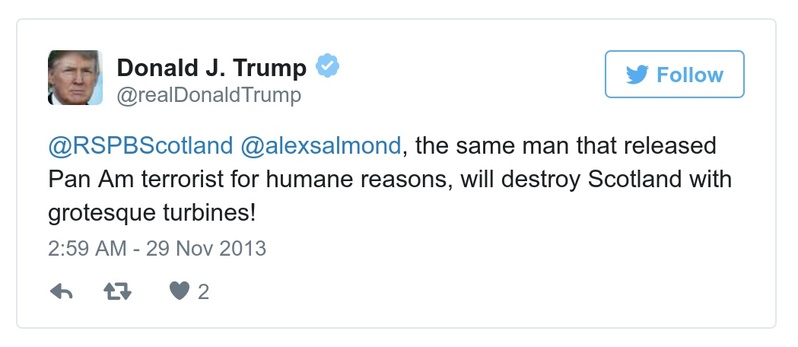 Donald J. Trump
@realDonaldTrump
Follow
@RSPBScotland @alexsalmond, the same man that released
Pan Am terrorist for humane reasons, will destroy Scotland with
grotesque turbines!
2:59 AM - 29 Nov 2013
2